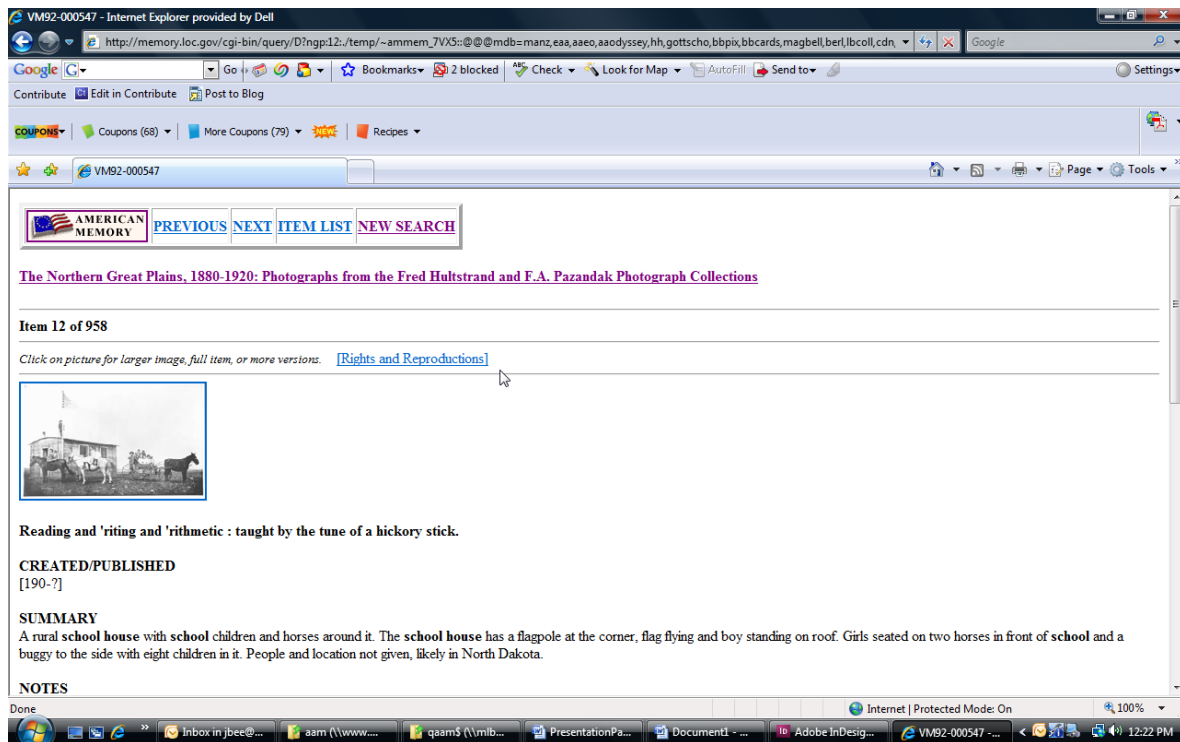 VM92-000547 - Internet Explorer provided by Dell
http://memory.loc.gov/cgi-bin/query/D?ngp:12:./temp/~ammem_7VX5::@@@mdb=manz,eaa,aaeo,aaodyssey,hh,gottscho,bbpix,bbcards,magbell,berl,lbcoll,cdn, Google
Google G Go Bookmarks 2 blocked ABC Check Look for Map AutoFill Send to Settings
Contribute Ct Edit in Contribute Post to Blog
COUPONS Coupons (68) More Coupons (79) NEW Recipes
VM92-000547 Page Tools
AMERICAN MEMORY PREVIOUS NEXT ITEM LIST NEW SEARCH
The Northern Great Plains, 1880-1920: Photographs from the Fred Hultstrand and F.A. Pazandak Photograph Collections
Item 12 of 958
Click on picture for larger image, full item, or more versions. [Rights and Reproductions]
Reading and 'riting and 'rithmetic : taught by the tune of a hickory stick.
CREATED/PUBLISHED
[190-?]
SUMMARY
A rural school house with school children and horses around it. The school house has a flagpole at the corner, flag flying and boy standing on roof. Girls seated on two horses in front of school and a
buggy to the side with eight children in it. People and location not given, likely in North Dakota.
NOTES
Done Internet | Protected Mode: On 100%
Inbox in jbee@... aam (\\www.... qaam$ (\\mlb... PresentationPa... Document1 - ... Id Adobe InDesig... VM92-000547 -... 12:22 PM